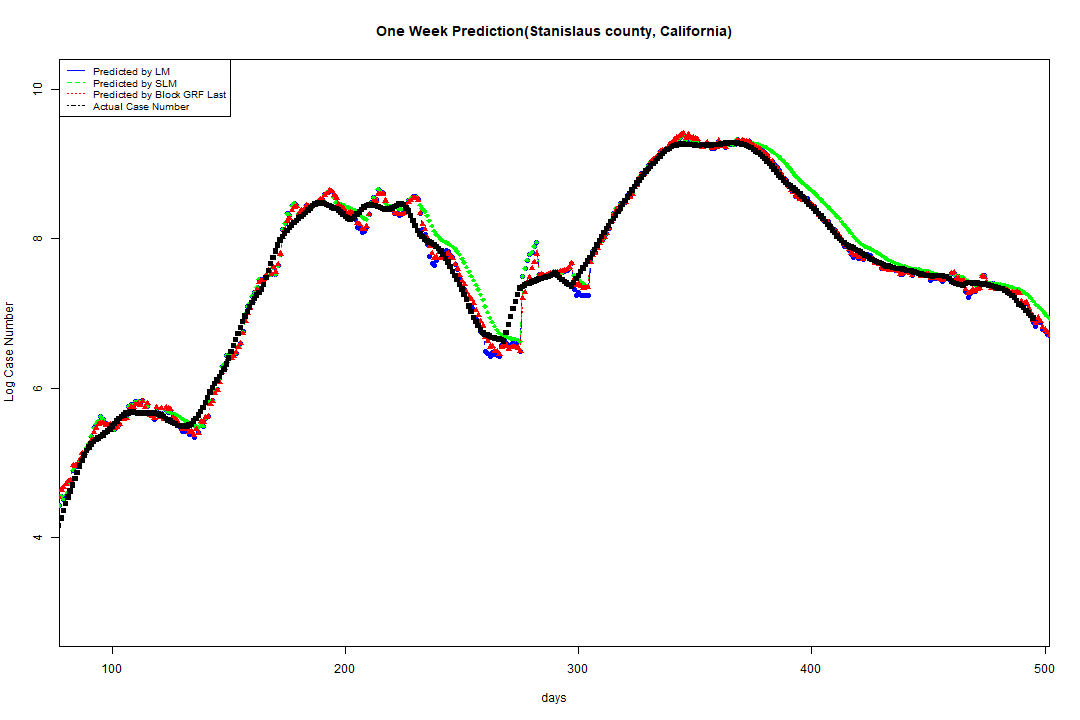 One Week Prediction(Stanislaus county, California)
Predicted by LM
Predicted by SLM
Predicted by Block GRF Last
Actual Case Number
10
8
6
4
Log Case Number
100 200 300 400 500
days